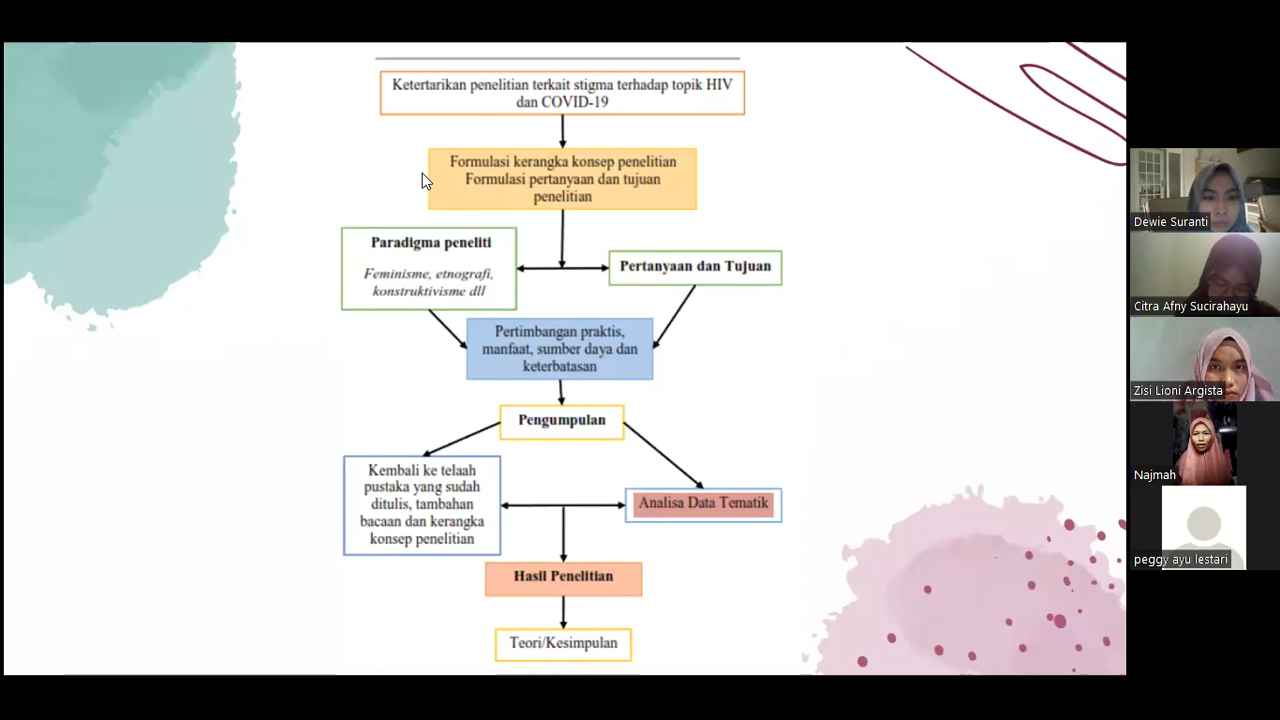 Ketertarikan penelitian terkait stigma terhadap topik HIV
dan COVID-19
Formulasi kerangka konsep penelitian
Formulasi pertanyaan dan tujuan
penelitian
Paradigma peneliti
Feminisme, etnografi,
konstruktivisme dll
Pertanyaan dan Tujuan
Pertimbangan praktis,
manfaat, sumber daya dan
keterbatasan
Pengumpulan
Kembali ke telaah
pustaka yang sudah
ditulis, tambahan
bacaan dan kerangka
konsep penelitian
Analisa Data Tematik
Hasil Penelitian
Teori/Kesimpulan
Dewie Suranti
Citra Afny Sucirahayu
Zisi Lioni Argista
Najmah
peggy ayu lestari